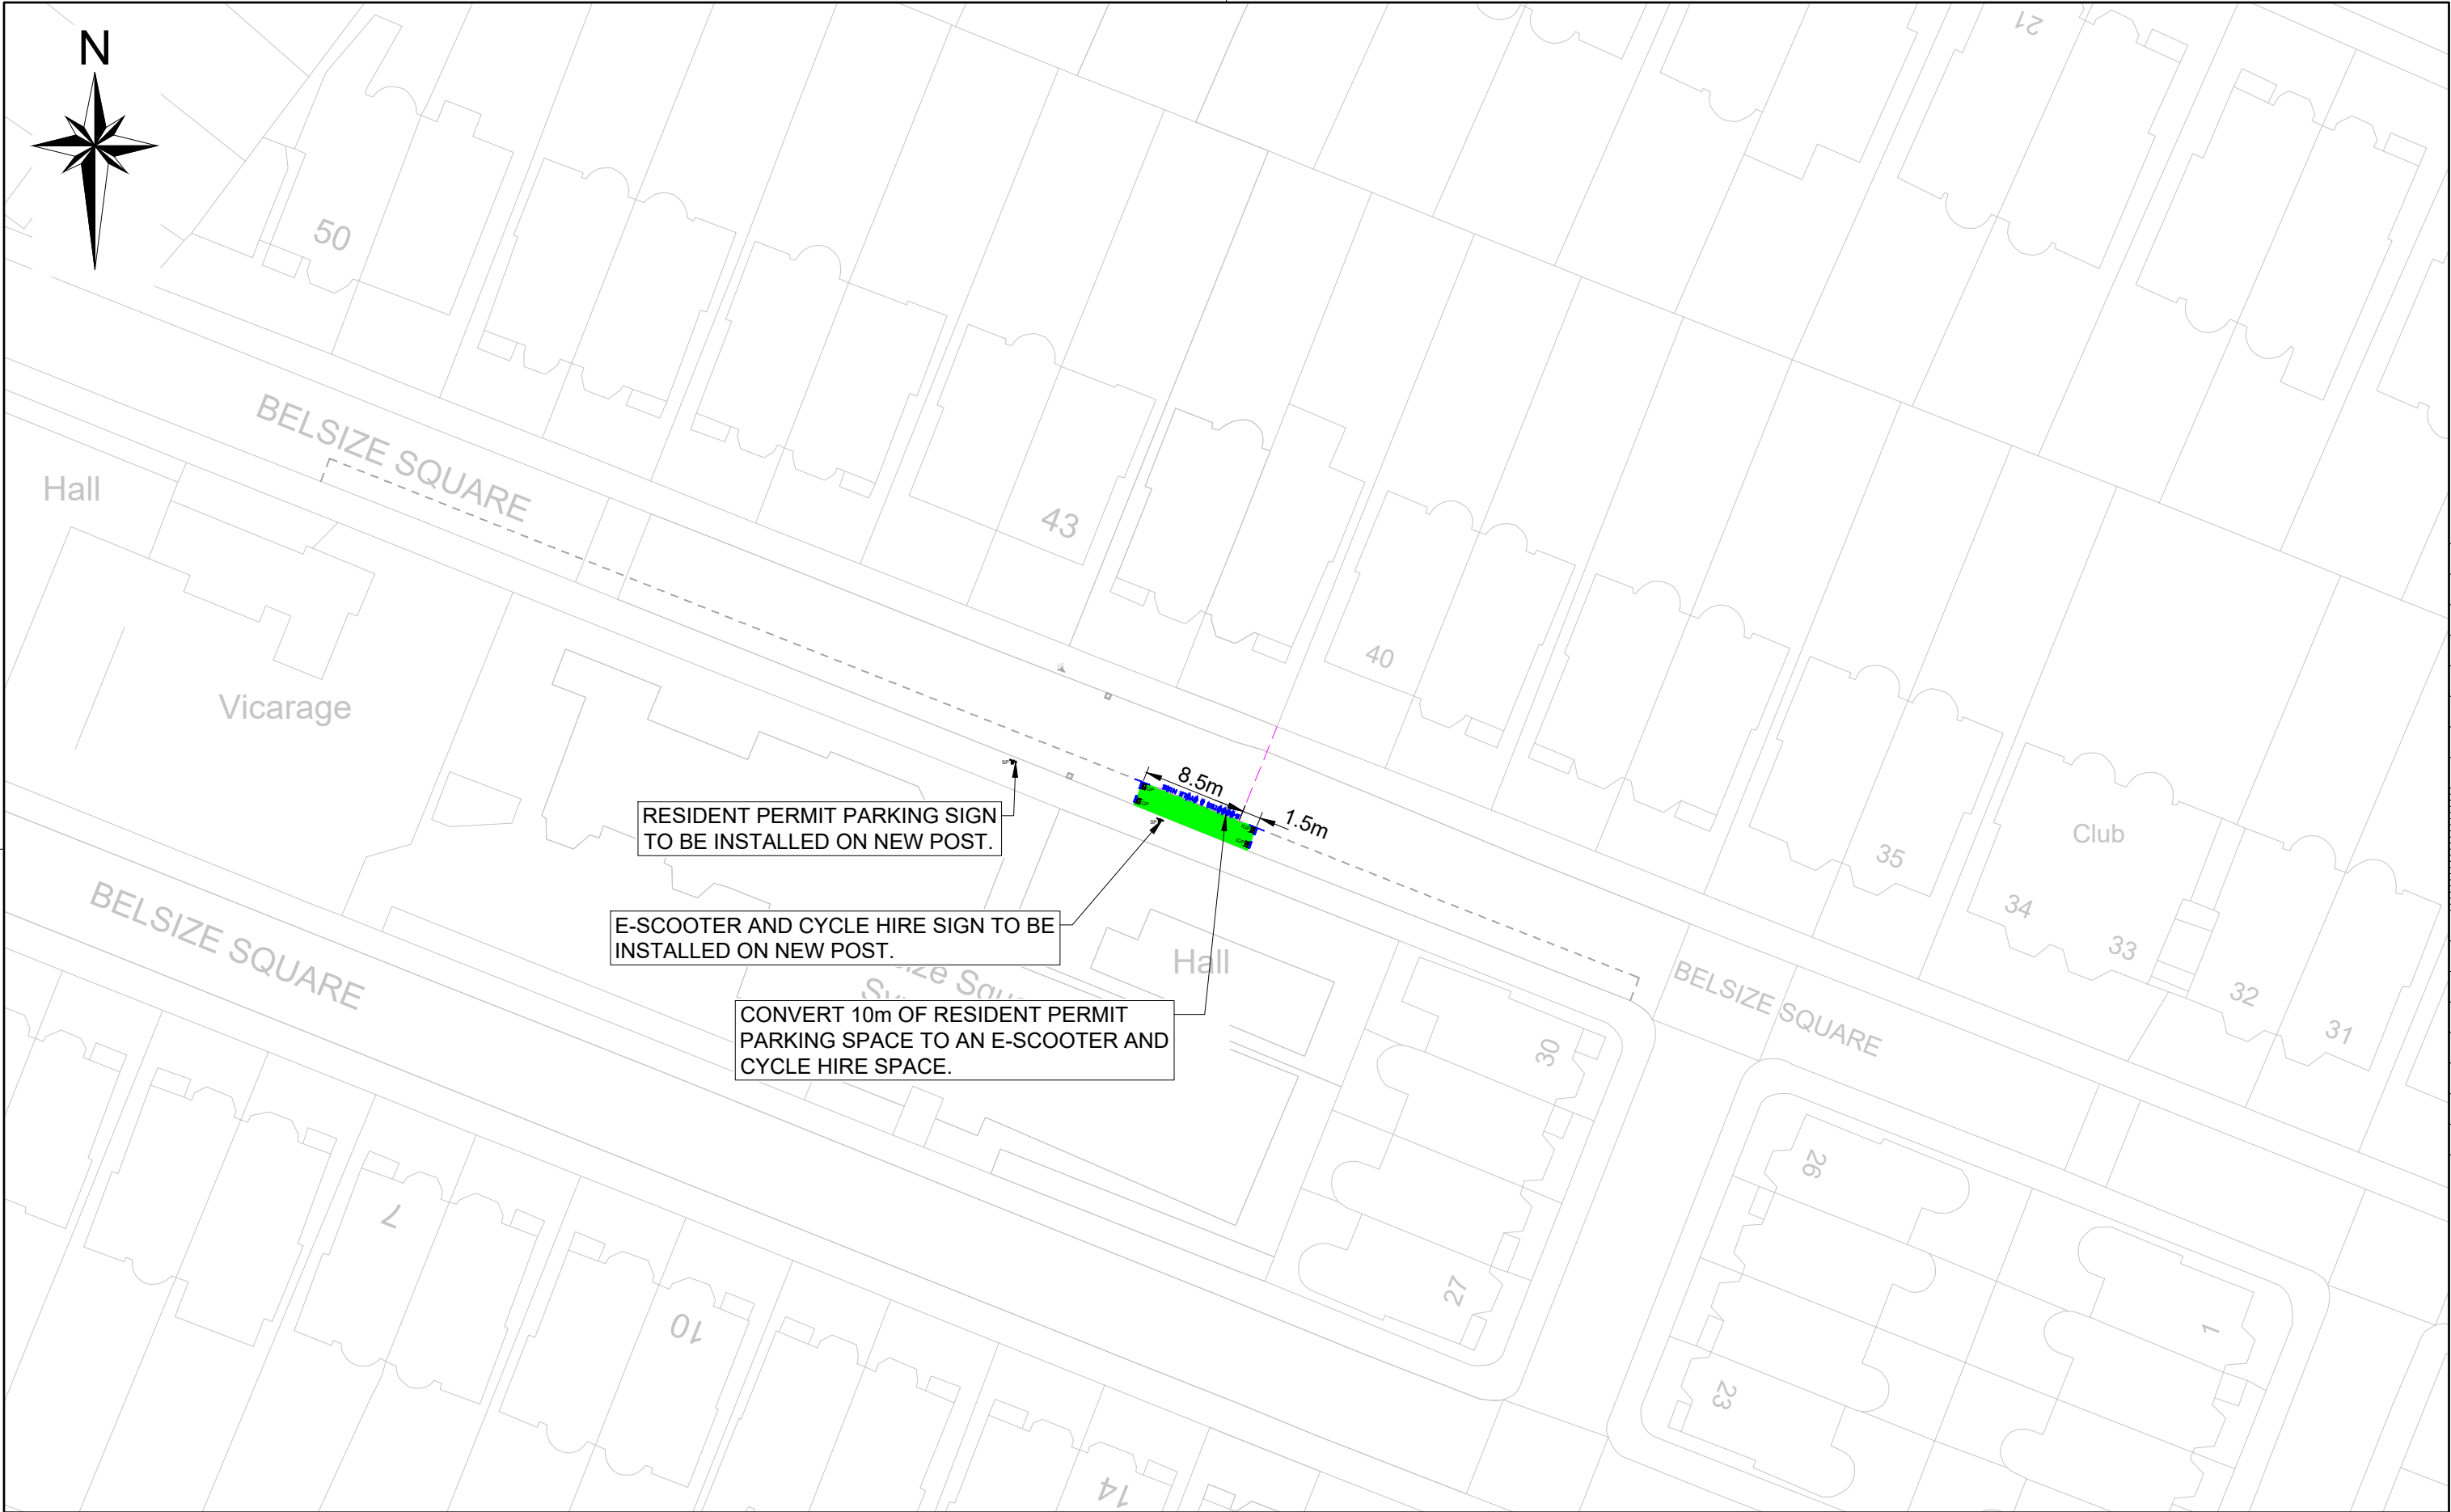 N
21
50
BELSIZE SQUARE
Hall
43
40
Vicarage
8.5m
1.5m
RESIDENT PERMIT PARKING SIGN
TO BE INSTALLED ON NEW POST.
Club
35
34
33
32
31
E-SCOOTER AND CYCLE HIRE SIGN TO BE
INSTALLED ON NEW POST.
BELSIZE SQUARE
Hall
BELSIZE SQUARE
CONVERT 10m OF RESIDENT PERMIT
PARKING SPACE TO AN E-SCOOTER AND
CYCLE HIRE SPACE.
30
26
7
27
10
1
23
14